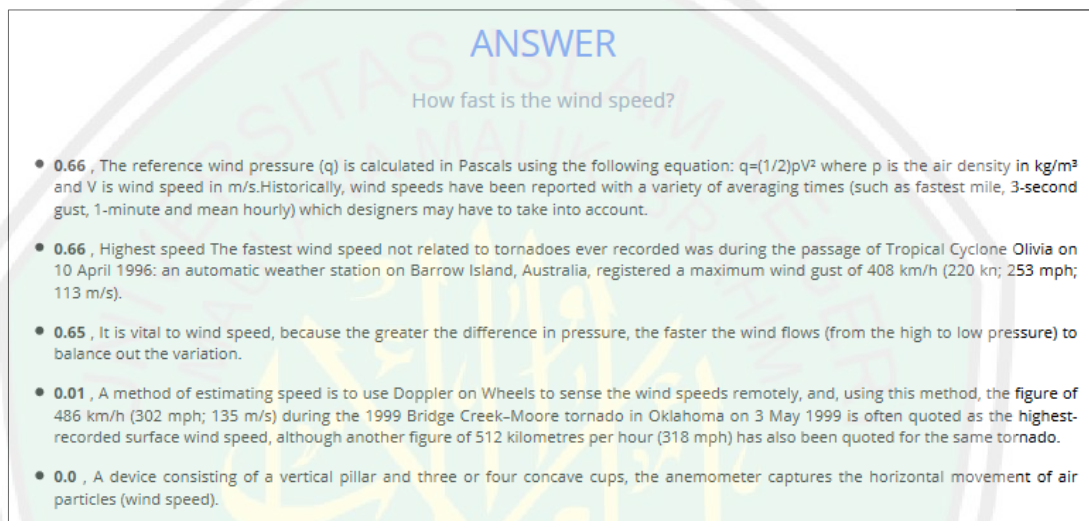 ANSWER
How fast is the wind speed?
● 0.66 , The reference wind pressure (q) is calculated in Pascals using the following equation: q=(1/2)pV² where p is the air density in kg/m³
and V is wind speed in m/s.Historically, wind speeds have been reported with a variety of averaging times (such as fastest mile, 3-second
gust, 1-minute and mean hourly) which designers may have to take into account.
● 0.66 , Highest speed The fastest wind speed not related to tornadoes ever recorded was during the passage of Tropical Cyclone Olivia on
10 April 1996: an automatic weather station on Barrow Island, Australia, registered a maximum wind gust of 408 km/h (220 kn; 253 mph;
113 m/s).
● 0.65 , It is vital to wind speed, because the greater the difference in pressure, the faster the wind flows (from the high to low pressure) to
balance out the variation.
● 0.01 , A method of estimating speed is to use Doppler on Wheels to sense the wind speeds remotely, and, using this method, the figure of
486 km/h (302 mph; 135 m/s) during the 1999 Bridge Creek–Moore tornado in Oklahoma on 3 May 1999 is often quoted as the highest-
recorded surface wind speed, although another figure of 512 kilometres per hour (318 mph) has also been quoted for the same tornado.
● 0.0 , A device consisting of a vertical pillar and three or four concave cups, the anemometer captures the horizontal movement of air
particles (wind speed).